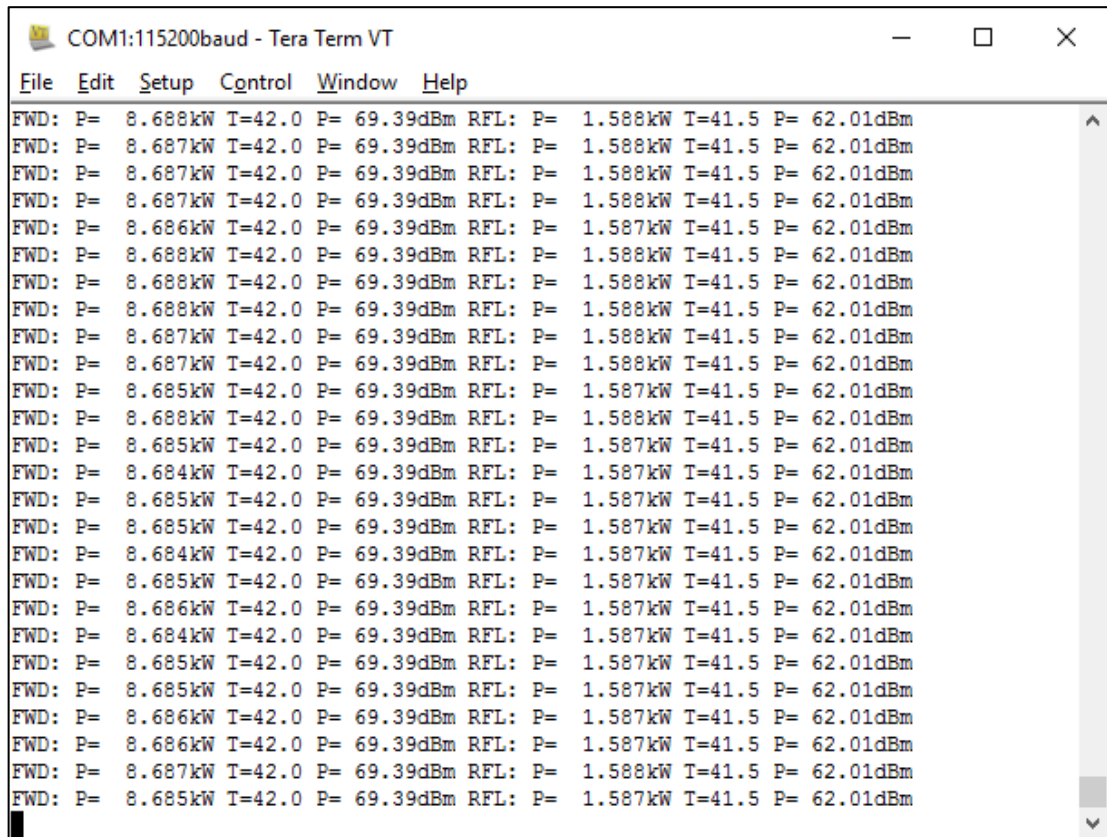 COM1:115200baud - Tera Term VT
File Edit Setup Control Window Help
FWD: P=  8.688kW T=42.0 P= 69.39dBm RFL: P=  1.588kW T=41.5 P= 62.01dBm
FWD: P=  8.687kW T=42.0 P= 69.39dBm RFL: P=  1.588kW T=41.5 P= 62.01dBm
FWD: P=  8.687kW T=42.0 P= 69.39dBm RFL: P=  1.588kW T=41.5 P= 62.01dBm
FWD: P=  8.687kW T=42.0 P= 69.39dBm RFL: P=  1.588kW T=41.5 P= 62.01dBm
FWD: P=  8.686kW T=42.0 P= 69.39dBm RFL: P=  1.587kW T=41.5 P= 62.01dBm
FWD: P=  8.688kW T=42.0 P= 69.39dBm RFL: P=  1.588kW T=41.5 P= 62.01dBm
FWD: P=  8.688kW T=42.0 P= 69.39dBm RFL: P=  1.588kW T=41.5 P= 62.01dBm
FWD: P=  8.688kW T=42.0 P= 69.39dBm RFL: P=  1.588kW T=41.5 P= 62.01dBm
FWD: P=  8.687kW T=42.0 P= 69.39dBm RFL: P=  1.588kW T=41.5 P= 62.01dBm
FWD: P=  8.687kW T=42.0 P= 69.39dBm RFL: P=  1.588kW T=41.5 P= 62.01dBm
FWD: P=  8.685kW T=42.0 P= 69.39dBm RFL: P=  1.587kW T=41.5 P= 62.01dBm
FWD: P=  8.688kW T=42.0 P= 69.39dBm RFL: P=  1.588kW T=41.5 P= 62.01dBm
FWD: P=  8.685kW T=42.0 P= 69.39dBm RFL: P=  1.587kW T=41.5 P= 62.01dBm
FWD: P=  8.684kW T=42.0 P= 69.39dBm RFL: P=  1.587kW T=41.5 P= 62.01dBm
FWD: P=  8.685kW T=42.0 P= 69.39dBm RFL: P=  1.587kW T=41.5 P= 62.01dBm
FWD: P=  8.685kW T=42.0 P= 69.39dBm RFL: P=  1.587kW T=41.5 P= 62.01dBm
FWD: P=  8.684kW T=42.0 P= 69.39dBm RFL: P=  1.587kW T=41.5 P= 62.01dBm
FWD: P=  8.685kW T=42.0 P= 69.39dBm RFL: P=  1.587kW T=41.5 P= 62.01dBm
FWD: P=  8.686kW T=42.0 P= 69.39dBm RFL: P=  1.587kW T=41.5 P= 62.01dBm
FWD: P=  8.684kW T=42.0 P= 69.39dBm RFL: P=  1.587kW T=41.5 P= 62.01dBm
FWD: P=  8.685kW T=42.0 P= 69.39dBm RFL: P=  1.587kW T=41.5 P= 62.01dBm
FWD: P=  8.685kW T=42.0 P= 69.39dBm RFL: P=  1.587kW T=41.5 P= 62.01dBm
FWD: P=  8.686kW T=42.0 P= 69.39dBm RFL: P=  1.587kW T=41.5 P= 62.01dBm
FWD: P=  8.686kW T=42.0 P= 69.39dBm RFL: P=  1.587kW T=41.5 P= 62.01dBm
FWD: P=  8.687kW T=42.0 P= 69.39dBm RFL: P=  1.588kW T=41.5 P= 62.01dBm
FWD: P=  8.685kW T=42.0 P= 69.39dBm RFL: P=  1.587kW T=41.5 P= 62.01dBm